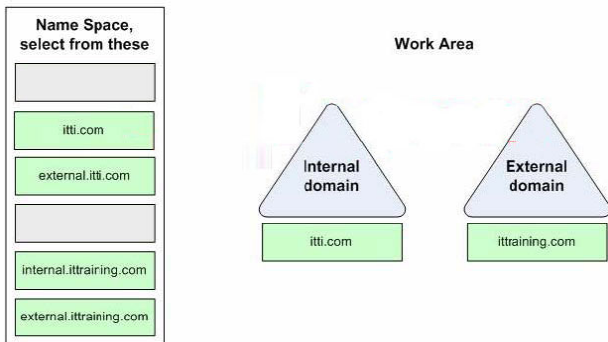 Name Space,
select from these
itti.com
external.itti.com
internal.ittraining.com
external.ittraining.com
Work Area
Internal
domain
itti.com
External
domain
ittraining.com